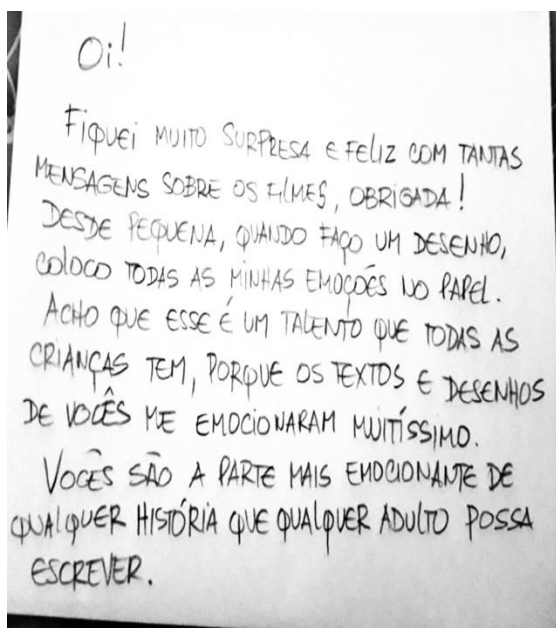 Oi!
Fiquei MUITO SURPRESA E FELIZ COM TANTAS
MENSAGENS SOBRE OS FILMES, OBRIGADA!
DESDE PEQUENA, QUANDO FAÇO UM DESENHO,
COLOCO TODAS AS MINHAS EMOÇÕES NO PAPEL.
ACHO QUE ESSE É UM TALENTO QUE TODAS AS
CRIANÇAS TEM, PORQUE OS TEXTOS E DESENHOS
DE VOCÊS ME EMOCIONARAM MUITÍSSIMO.
VOCÊS SÃO A PARTE MAIS EMOCIONANTE DE
QUALQUER HISTÓRIA QUE QUALQUER ADULTO POSSA
ESCREVER.